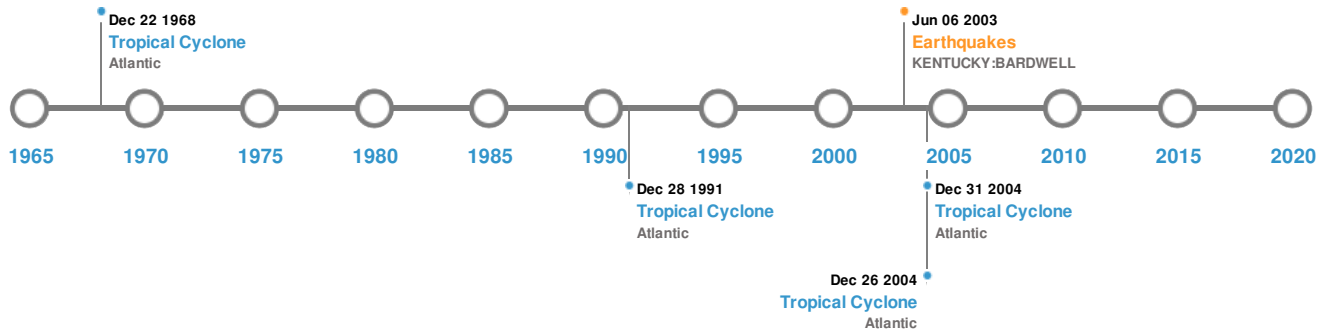 Dec 22 1968
Tropical Cyclone
Atlantic
Jun 06 2003
Earthquakes
KENTUCKY:BARDWELL
1965 1970 1975 1980 1985 1990 1995 2000 2005 2010 2015 2020
Dec 28 1991
Tropical Cyclone
Atlantic
Dec 31 2004
Tropical Cyclone
Atlantic
Dec 26 2004
Tropical Cyclone
Atlantic